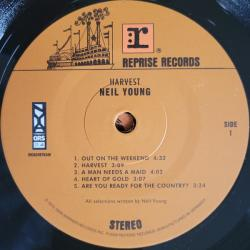 REPRISE RECORDS
HARVEST
NEIL YOUNG
SIDE
1
ORS
1. OUT ON THE WEEKEND 4:32
2. HARVEST 3:09
3. A MAN NEEDS A MAID 4:03
4. HEART OF GOLD 3:07
5. ARE YOU READY FOR THE COUNTRY? 3:24
All selections written by Neil Young
STEREO